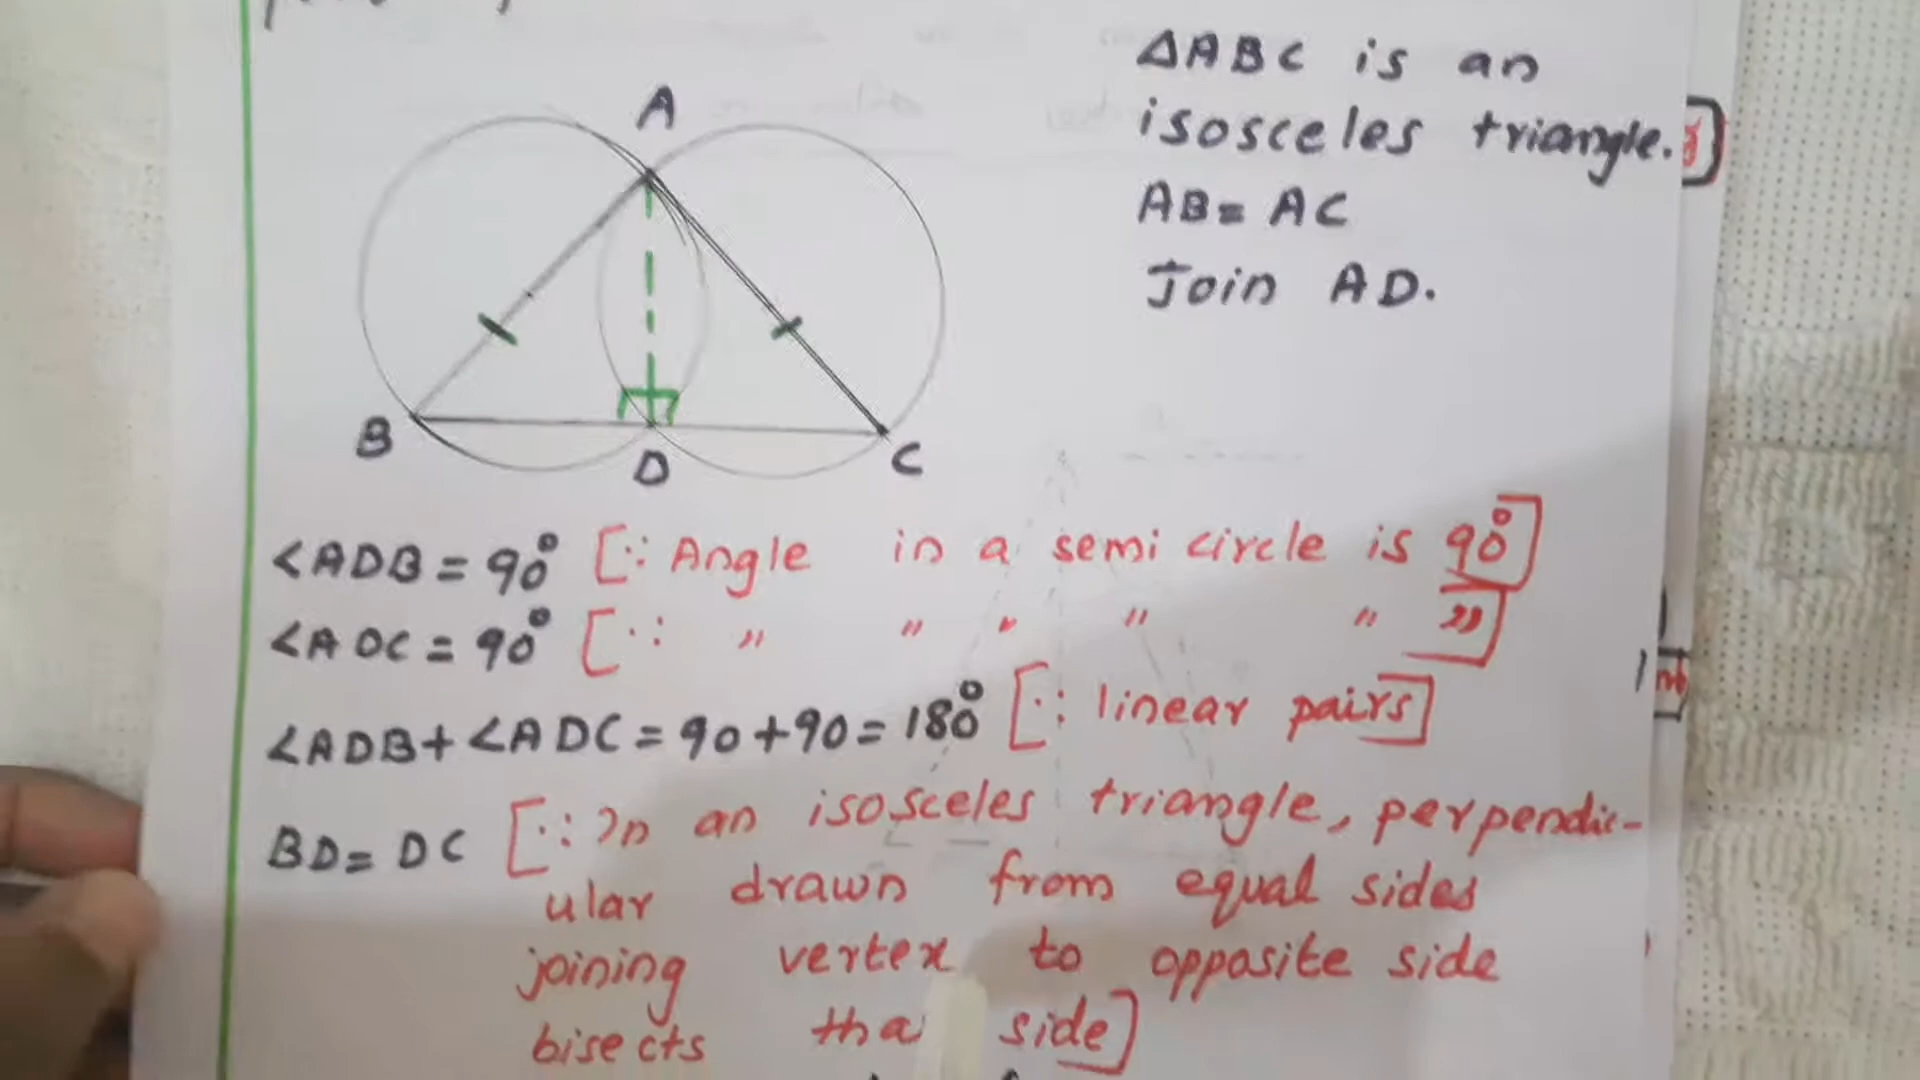 ΔABC is an
isosceles triangle.
AB = AC
Join AD.
A
B
D
C
∠ADB = 90° [∵ Angle in a semi circle is 90°]
∠ADC = 90° [∵ " " " " " "]
∠ADB + ∠ADC = 90 + 90 = 180° [∵ linear pairs]
BD = DC [∵ In an isosceles triangle, perpendic-
ular drawn from equal sides
joining vertex to opposite side
bisects side]